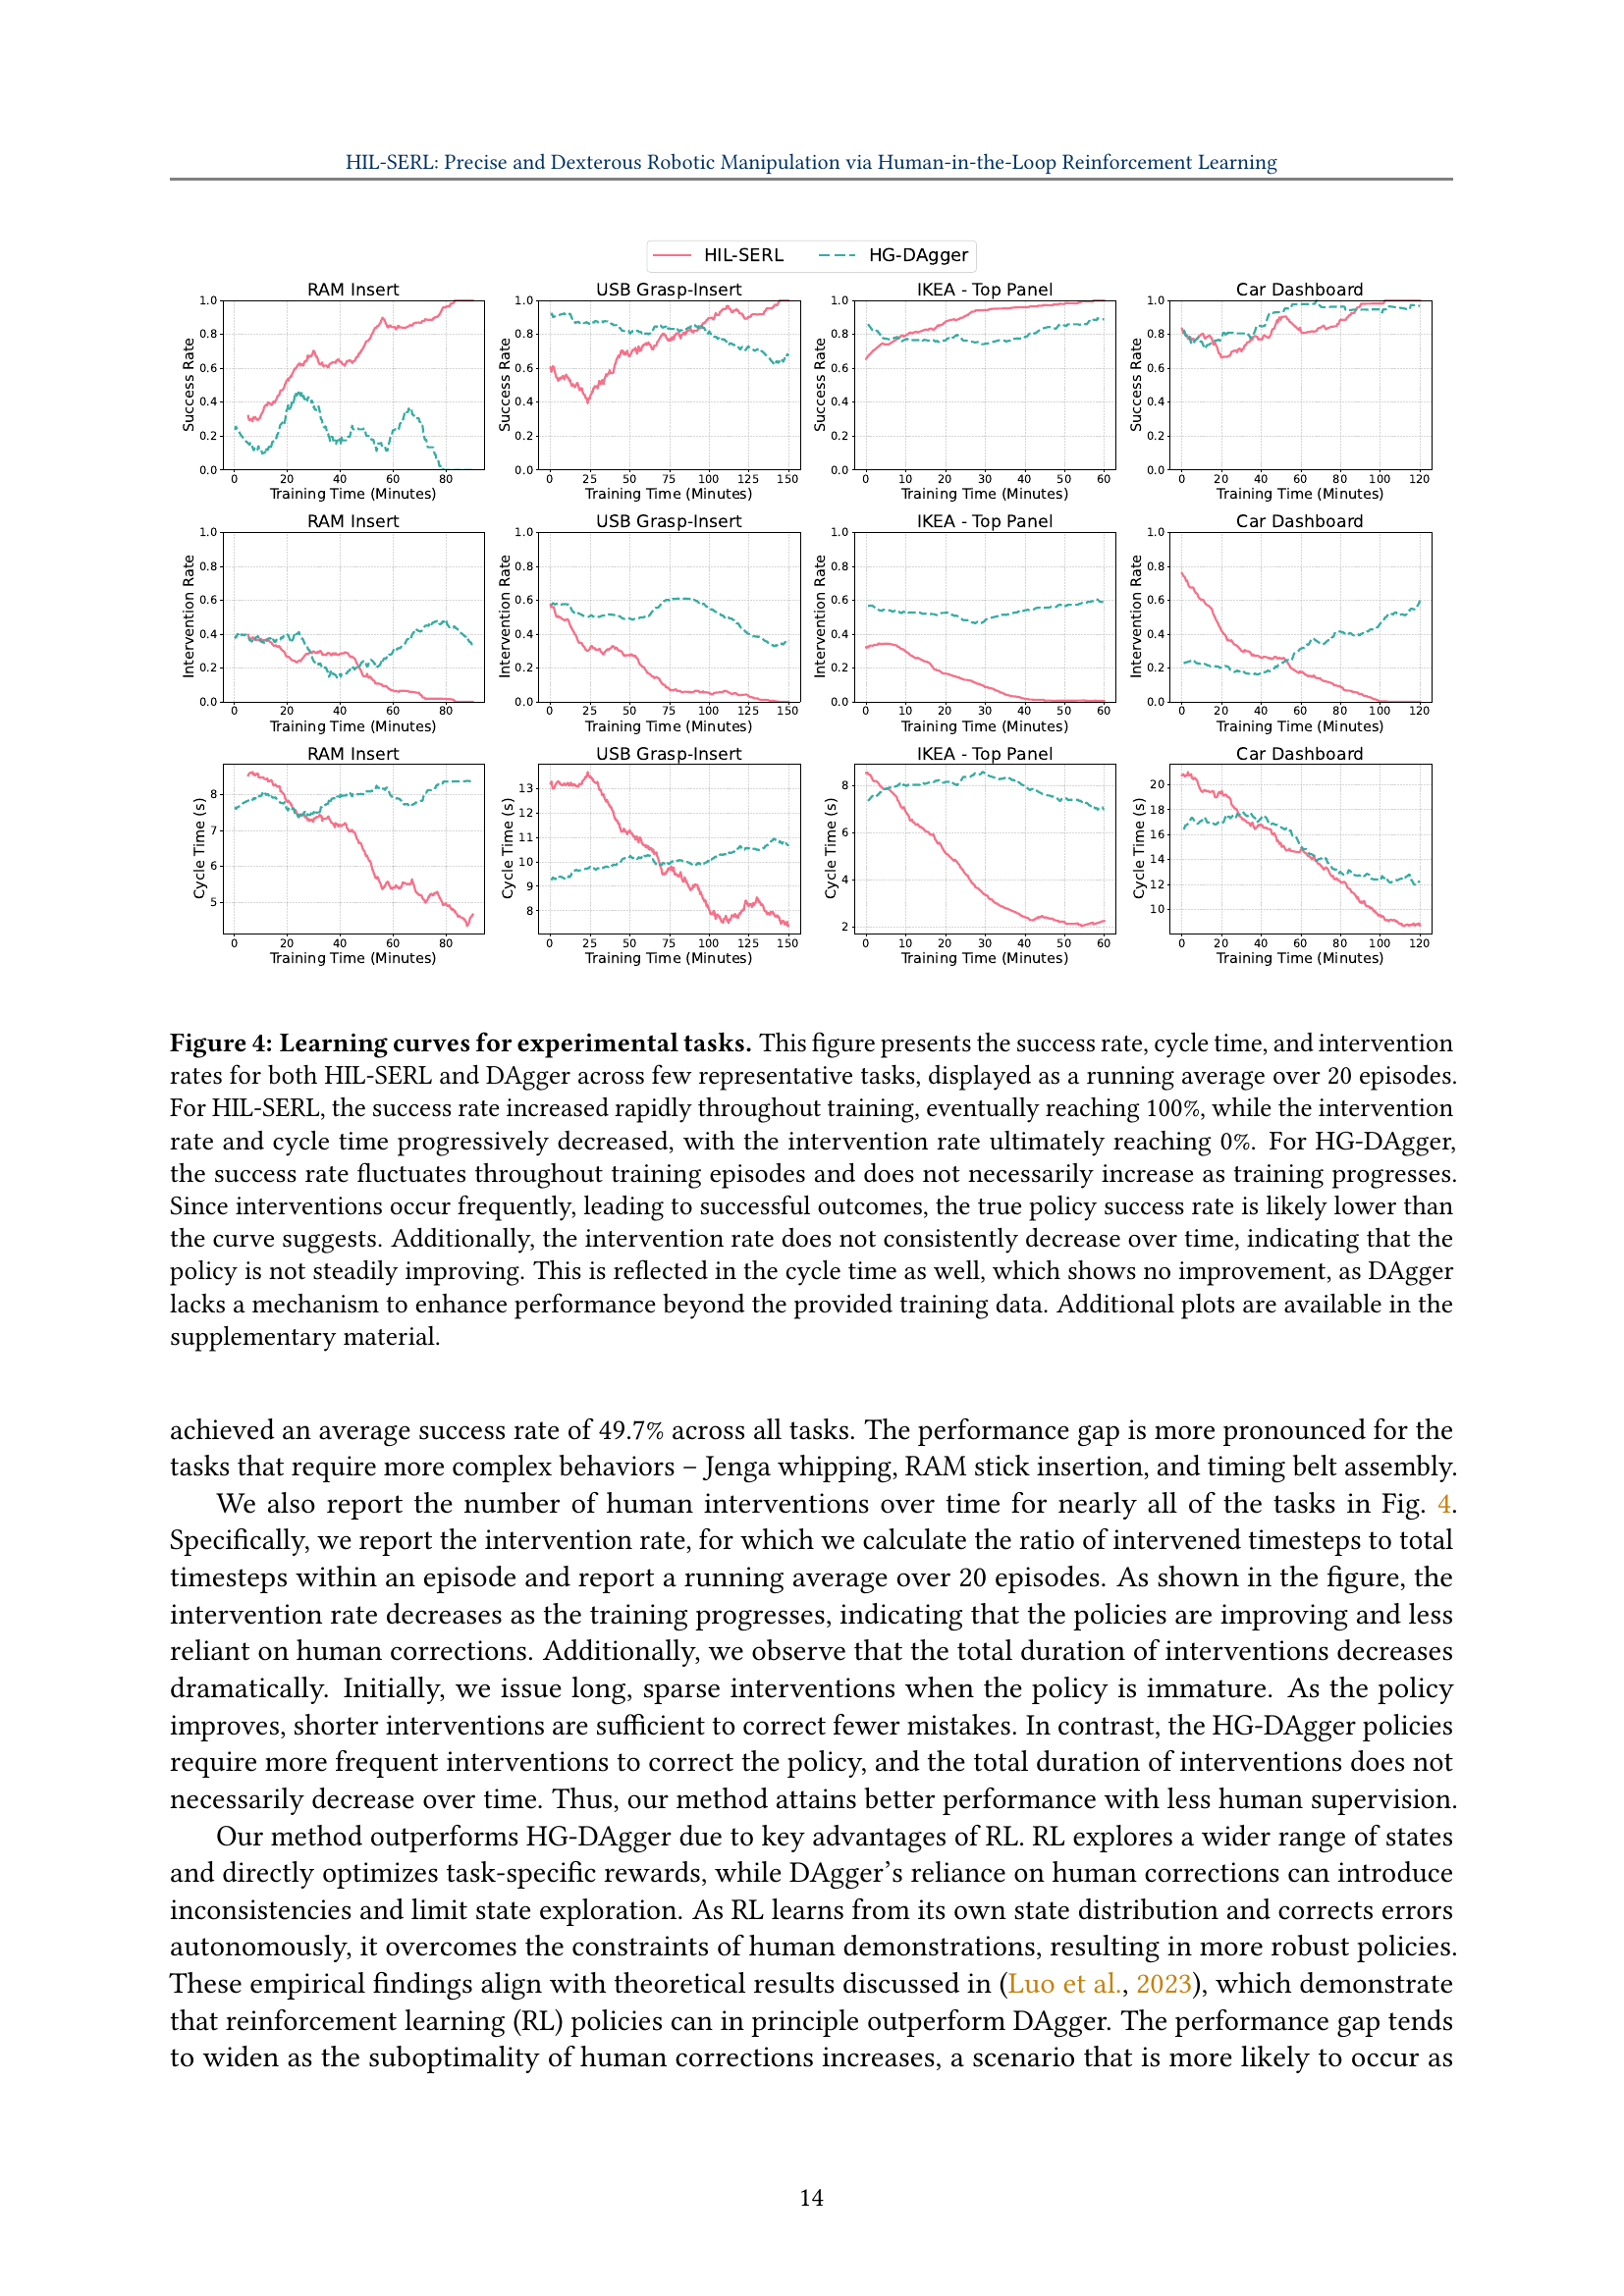 HIL-SERL: Precise and Dexterous Robotic Manipulation via Human-in-the-Loop Reinforcement Learning
HIL-SERL HG-DAgger
RAM Insert USB Grasp-Insert IKEA - Top Panel Car Dashboard
Success Rate
1.0
0.8
0.6
0.4
0.2
0.0
0 20 40 60 80
Training Time (Minutes)
Success Rate
1.0
0.8
0.6
0.4
0.2
0.0
0 25 50 75 100 125 150
Training Time (Minutes)
Success Rate
1.0
0.8
0.6
0.4
0.2
0.0
0 10 20 30 40 50 60
Training Time (Minutes)
Success Rate
1.0
0.8
0.6
0.4
0.2
0.0
0 20 40 60 80 100 120
Training Time (Minutes)
RAM Insert USB Grasp-Insert IKEA - Top Panel Car Dashboard
Intervention Rate
1.0
0.8
0.6
0.4
0.2
0.0
0 20 40 60 80
Training Time (Minutes)
Intervention Rate
1.0
0.8
0.6
0.4
0.2
0.0
0 25 50 75 100 125 150
Training Time (Minutes)
Intervention Rate
1.0
0.8
0.6
0.4
0.2
0.0
0 10 20 30 40 50 60
Training Time (Minutes)
Intervention Rate
1.0
0.8
0.6
0.4
0.2
0.0
0 20 40 60 80 100 120
Training Time (Minutes)
RAM Insert USB Grasp-Insert IKEA - Top Panel Car Dashboard
Cycle Time (s)
8
7
6
5
0 20 40 60 80
Training Time (Minutes)
Cycle Time (s)
13
12
11
10
9
8
0 25 50 75 100 125 150
Training Time (Minutes)
Cycle Time (s)
8
6
4
2
0 10 20 30 40 50 60
Training Time (Minutes)
Cycle Time (s)
20
18
16
14
12
10
0 20 40 60 80 100 120
Training Time (Minutes)
Figure 4: Learning curves for experimental tasks. This figure presents the success rate, cycle time, and intervention
rates for both HIL-SERL and DAgger across few representative tasks, displayed as a running average over 20 episodes.
For HIL-SERL, the success rate increased rapidly throughout training, eventually reaching 100%, while the intervention
rate and cycle time progressively decreased, with the intervention rate ultimately reaching 0%. For HG-DAgger,
the success rate fluctuates throughout training episodes and does not necessarily increase as training progresses.
Since interventions occur frequently, leading to successful outcomes, the true policy success rate is likely lower than
the curve suggests. Additionally, the intervention rate does not consistently decrease over time, indicating that the
policy is not steadily improving. This is reflected in the cycle time as well, which shows no improvement, as DAgger
lacks a mechanism to enhance performance beyond the provided training data. Additional plots are available in the
supplementary material.
achieved an average success rate of 49.7% across all tasks. The performance gap is more pronounced for the
tasks that require more complex behaviors – Jenga whipping, RAM stick insertion, and timing belt assembly.
We also report the number of human interventions over time for nearly all of the tasks in Fig. 4.
Specifically, we report the intervention rate, for which we calculate the ratio of intervened timesteps to total
timesteps within an episode and report a running average over 20 episodes. As shown in the figure, the
intervention rate decreases as the training progresses, indicating that the policies are improving and less
reliant on human corrections. Additionally, we observe that the total duration of interventions decreases
dramatically. Initially, we issue long, sparse interventions when the policy is immature. As the policy
improves, shorter interventions are sufficient to correct fewer mistakes. In contrast, the HG-DAgger policies
require more frequent interventions to correct the policy, and the total duration of interventions does not
necessarily decrease over time. Thus, our method attains better performance with less human supervision.
Our method outperforms HG-DAgger due to key advantages of RL. RL explores a wider range of states
and directly optimizes task-specific rewards, while DAgger's reliance on human corrections can introduce
inconsistencies and limit state exploration. As RL learns from its own state distribution and corrects errors
autonomously, it overcomes the constraints of human demonstrations, resulting in more robust policies.
These empirical findings align with theoretical results discussed in (Luo et al., 2023), which demonstrate
that reinforcement learning (RL) policies can in principle outperform DAgger. The performance gap tends
to widen as the suboptimality of human corrections increases, a scenario that is more likely to occur as
14